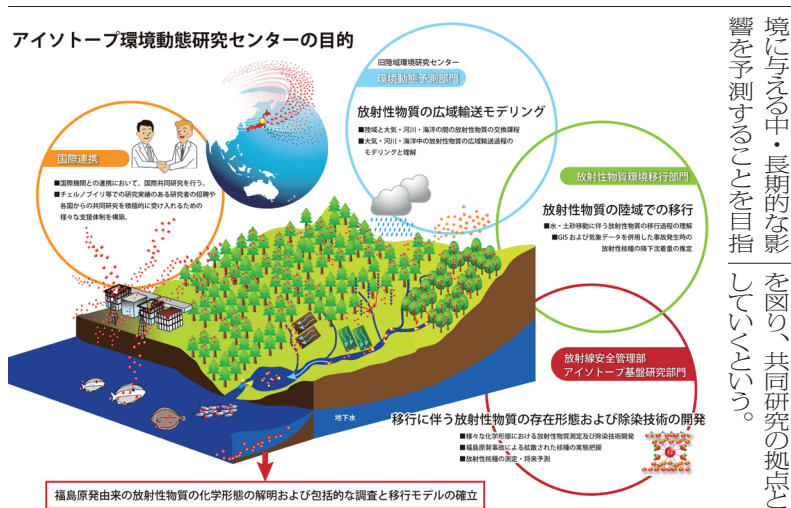 境に与える中・長期的な影
響を予測することを目指
を図り、共同研究の拠点と
していくという。
アイソトープ環境動態研究センターの目的
旧陸域環境研究センター
環境動態予測部門
放射性物質の広域輸送モデリング
■陸域と大気・河川・海洋の間の放射性物質の交換課程
■大気・河川・海洋中の放射性物質の広域輸送過程の
モデリングと理解
国際連携
■国際機関との連携において、国際共同研究を行う。
■チェルノブイリ等での研究実績のある研究者の招聘や
各国からの共同研究を積極的に受け入れるための
様々な支援体制を構築。
放射性物質環境移行部門
放射性物質の陸域での移行
■水・土砂移動に伴う放射性物質の移行過程の理解
■GISおよび気象データを併用した事故発生時の
放射性核種の降下沈着量の推定
放射線安全管理部
アイソトープ基盤研究部門
移行に伴う放射性物質の存在形態および除染技術の開発
■様々な化学形態における放射性物質測定及び除染技術開発
■福島原発事故による拡散された核種の実態把握
■放射性核種の測定・将来予測
地下水
福島原発由来の放射性物質の化学形態の解明および包括的な調査と移行モデルの確立